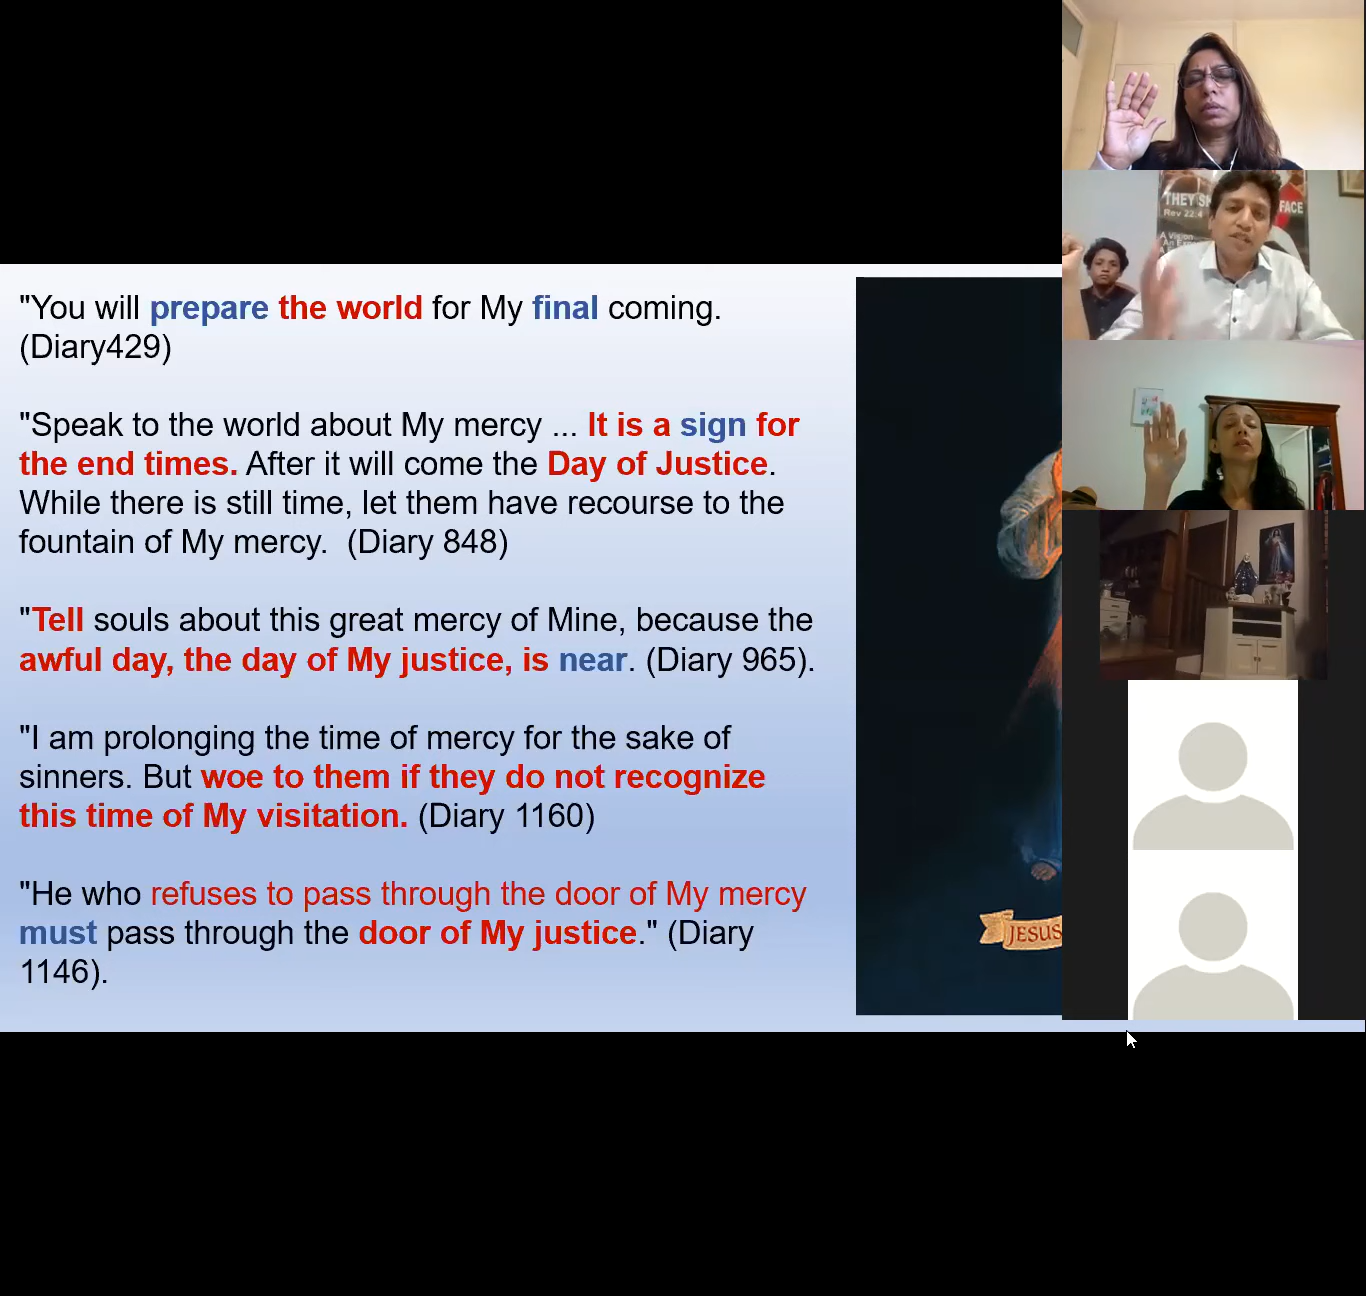 "You will prepare the world for My final coming.
(Diary429)
"Speak to the world about My mercy ... It is a sign for
the end times. After it will come the Day of Justice.
While there is still time, let them have recourse to the
fountain of My mercy.  (Diary 848)
"Tell souls about this great mercy of Mine, because the
awful day, the day of My justice, is near. (Diary 965).
"I am prolonging the time of mercy for the sake of
sinners. But woe to them if they do not recognize
this time of My visitation. (Diary 1160)
"He who refuses to pass through the door of My mercy
must pass through the door of My justice." (Diary
1146).
JESUS
THEY
FACE
Rev 22:4
A Vision